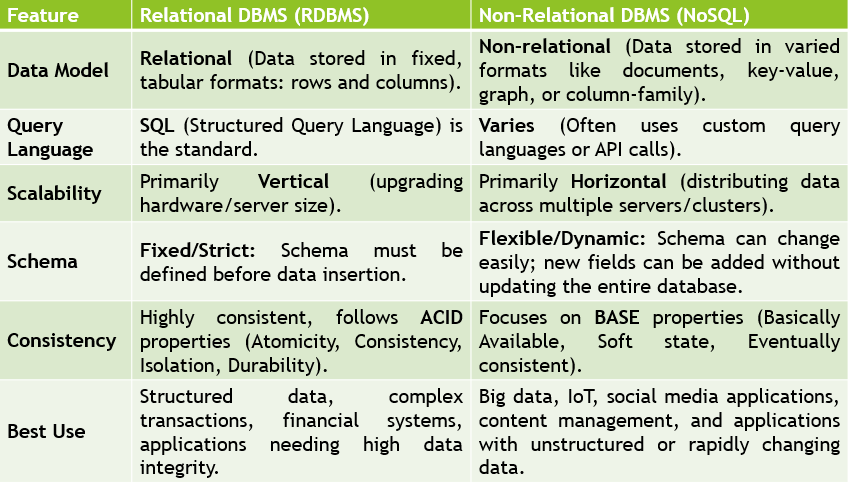 Feature Relational DBMS (RDBMS) Non-Relational DBMS (NoSQL)
Data Model
Relational (Data stored in fixed,
tabular formats: rows and columns).
Non-relational (Data stored in varied
formats like documents, key-value,
graph, or column-family).
Query
Language
SQL (Structured Query Language) is
the standard.
Varies (Often uses custom query
languages or API calls).
Scalability
Primarily Vertical (upgrading
hardware/server size).
Primarily Horizontal (distributing data
across multiple servers/clusters).
Schema
Fixed/Strict: Schema must be
defined before data insertion.
Flexible/Dynamic: Schema can change
easily; new fields can be added without
updating the entire database.
Consistency
Highly consistent, follows ACID
properties (Atomicity, Consistency,
Isolation, Durability).
Focuses on BASE properties (Basically
Available, Soft state, Eventually
consistent).
Best Use
Structured data, complex
transactions, financial systems,
applications needing high data
integrity.
Big data, IoT, social media applications,
content management, and applications
with unstructured or rapidly changing
data.